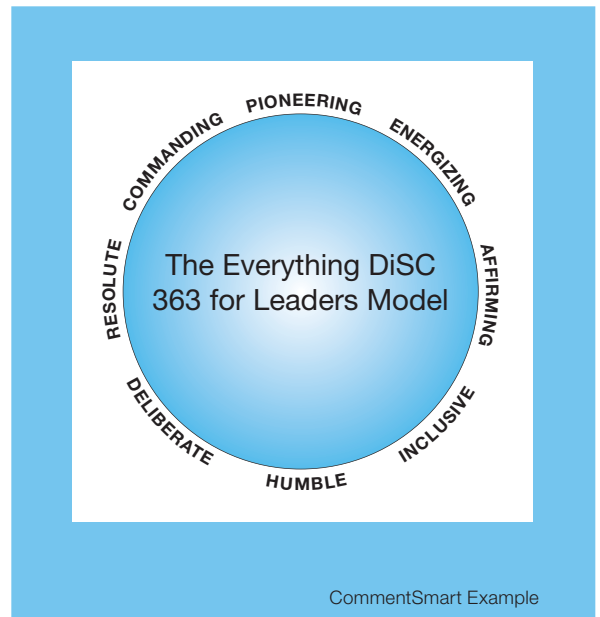 PIONEERING
ENERGIZING
AFFIRMING
INCLUSIVE
HUMBLE
DELIBERATE
RESOLUTE
COMMANDING
The Everything DiSC
363 for Leaders Model
CommentSmart Example